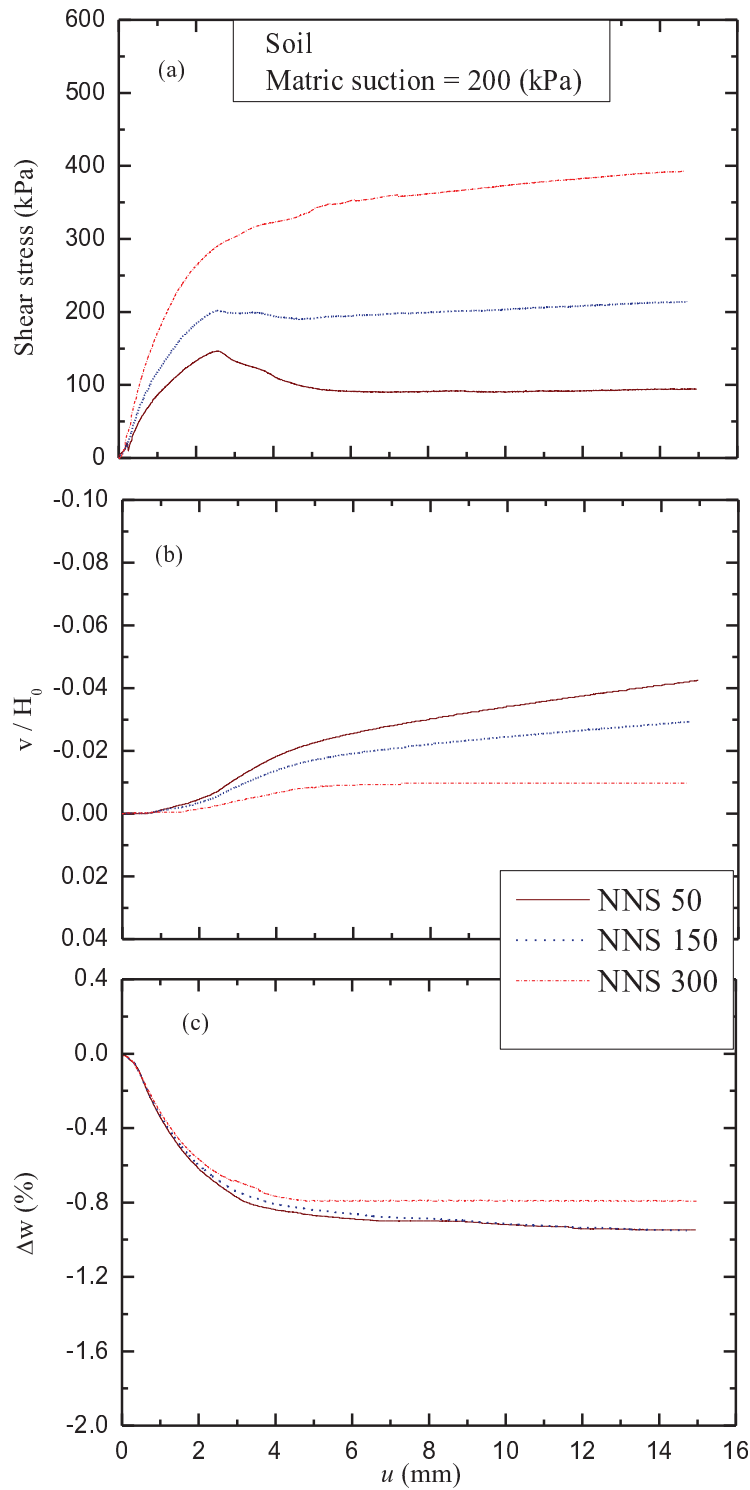 600
500
400
300
200
100
0
Shear stress (kPa)
(a)
Soil
Matric suction = 200 (kPa)
-0.10
-0.08
-0.06
-0.04
-0.02
0.00
0.02
0.04
v / H₀
(b)
NNS 50
NNS 150
NNS 300
0.4
0.0
-0.4
-0.8
-1.2
-1.6
-2.0
Δw (%)
(c)
0 2 4 6 8 10 12 14 16
u (mm)